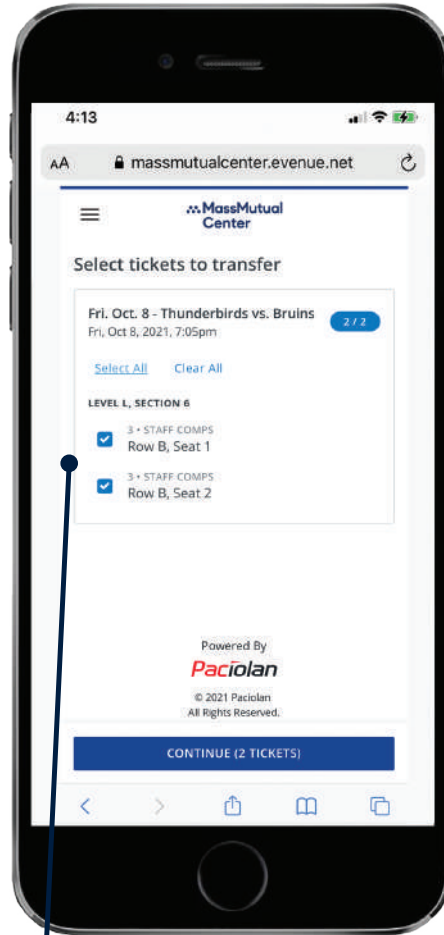 4:13
AA massmutualcenter.evenue.net
MassMutual
Center
Select tickets to transfer
Fri. Oct. 8 - Thunderbirds vs. Bruins
2 / 2
Fri, Oct 8, 2021, 7:05pm
Select All Clear All
LEVEL L, SECTION 6
3 • STAFF COMPS
Row B, Seat 1
3 • STAFF COMPS
Row B, Seat 2
Powered By
Paciolan
© 2021 Paciolan
All Rights Reserved.
CONTINUE (2 TICKETS)